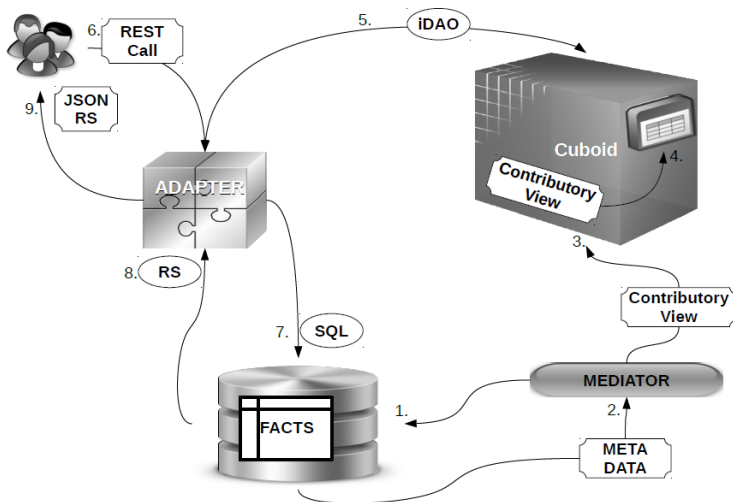 6.
REST
Call
5.
iDAO
9.
JSON
RS
Cuboid
4.
Contributory
View
ADAPTER
3.
8.
RS
Contributory
View
7.
SQL
MEDIATOR
1.
2.
FACTS
META
DATA